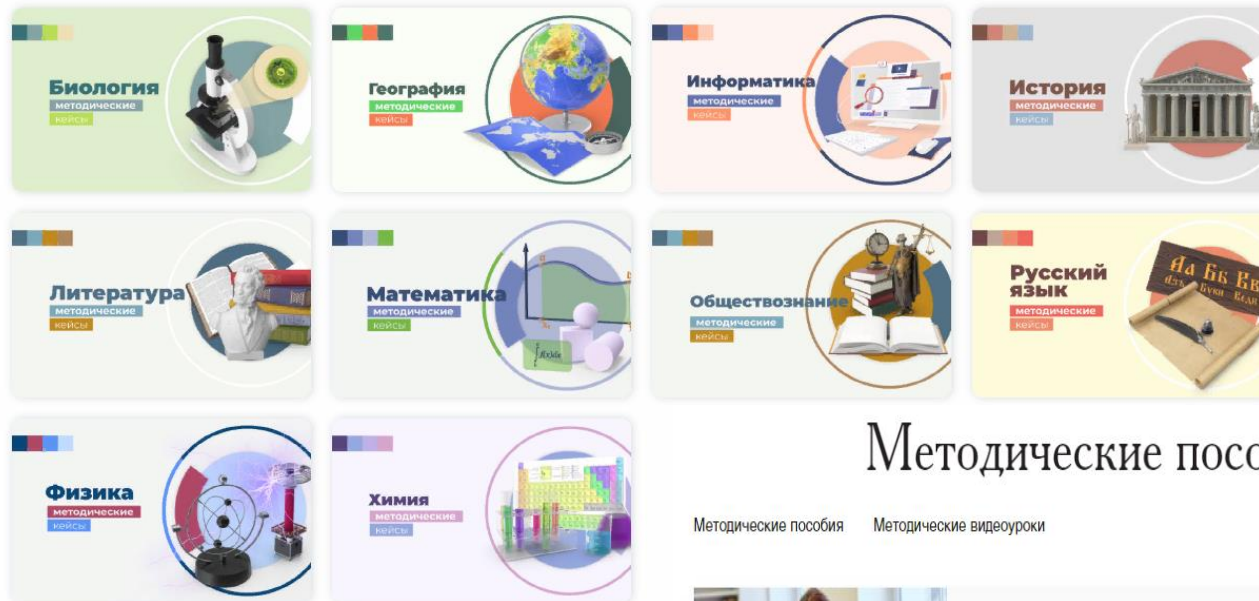 Биология
методические
кейсы
География
методические
кейсы
Информатика
методические
кейсы
История
методические
кейсы
Литература
методические
кейсы
Математика
методические
кейсы
Обществознание
методические
кейсы
Русский
язык
методические
кейсы
Физика
методические
кейсы
Химия
методические
кейсы
Методические посо
Методические пособия Методические видеоуроки